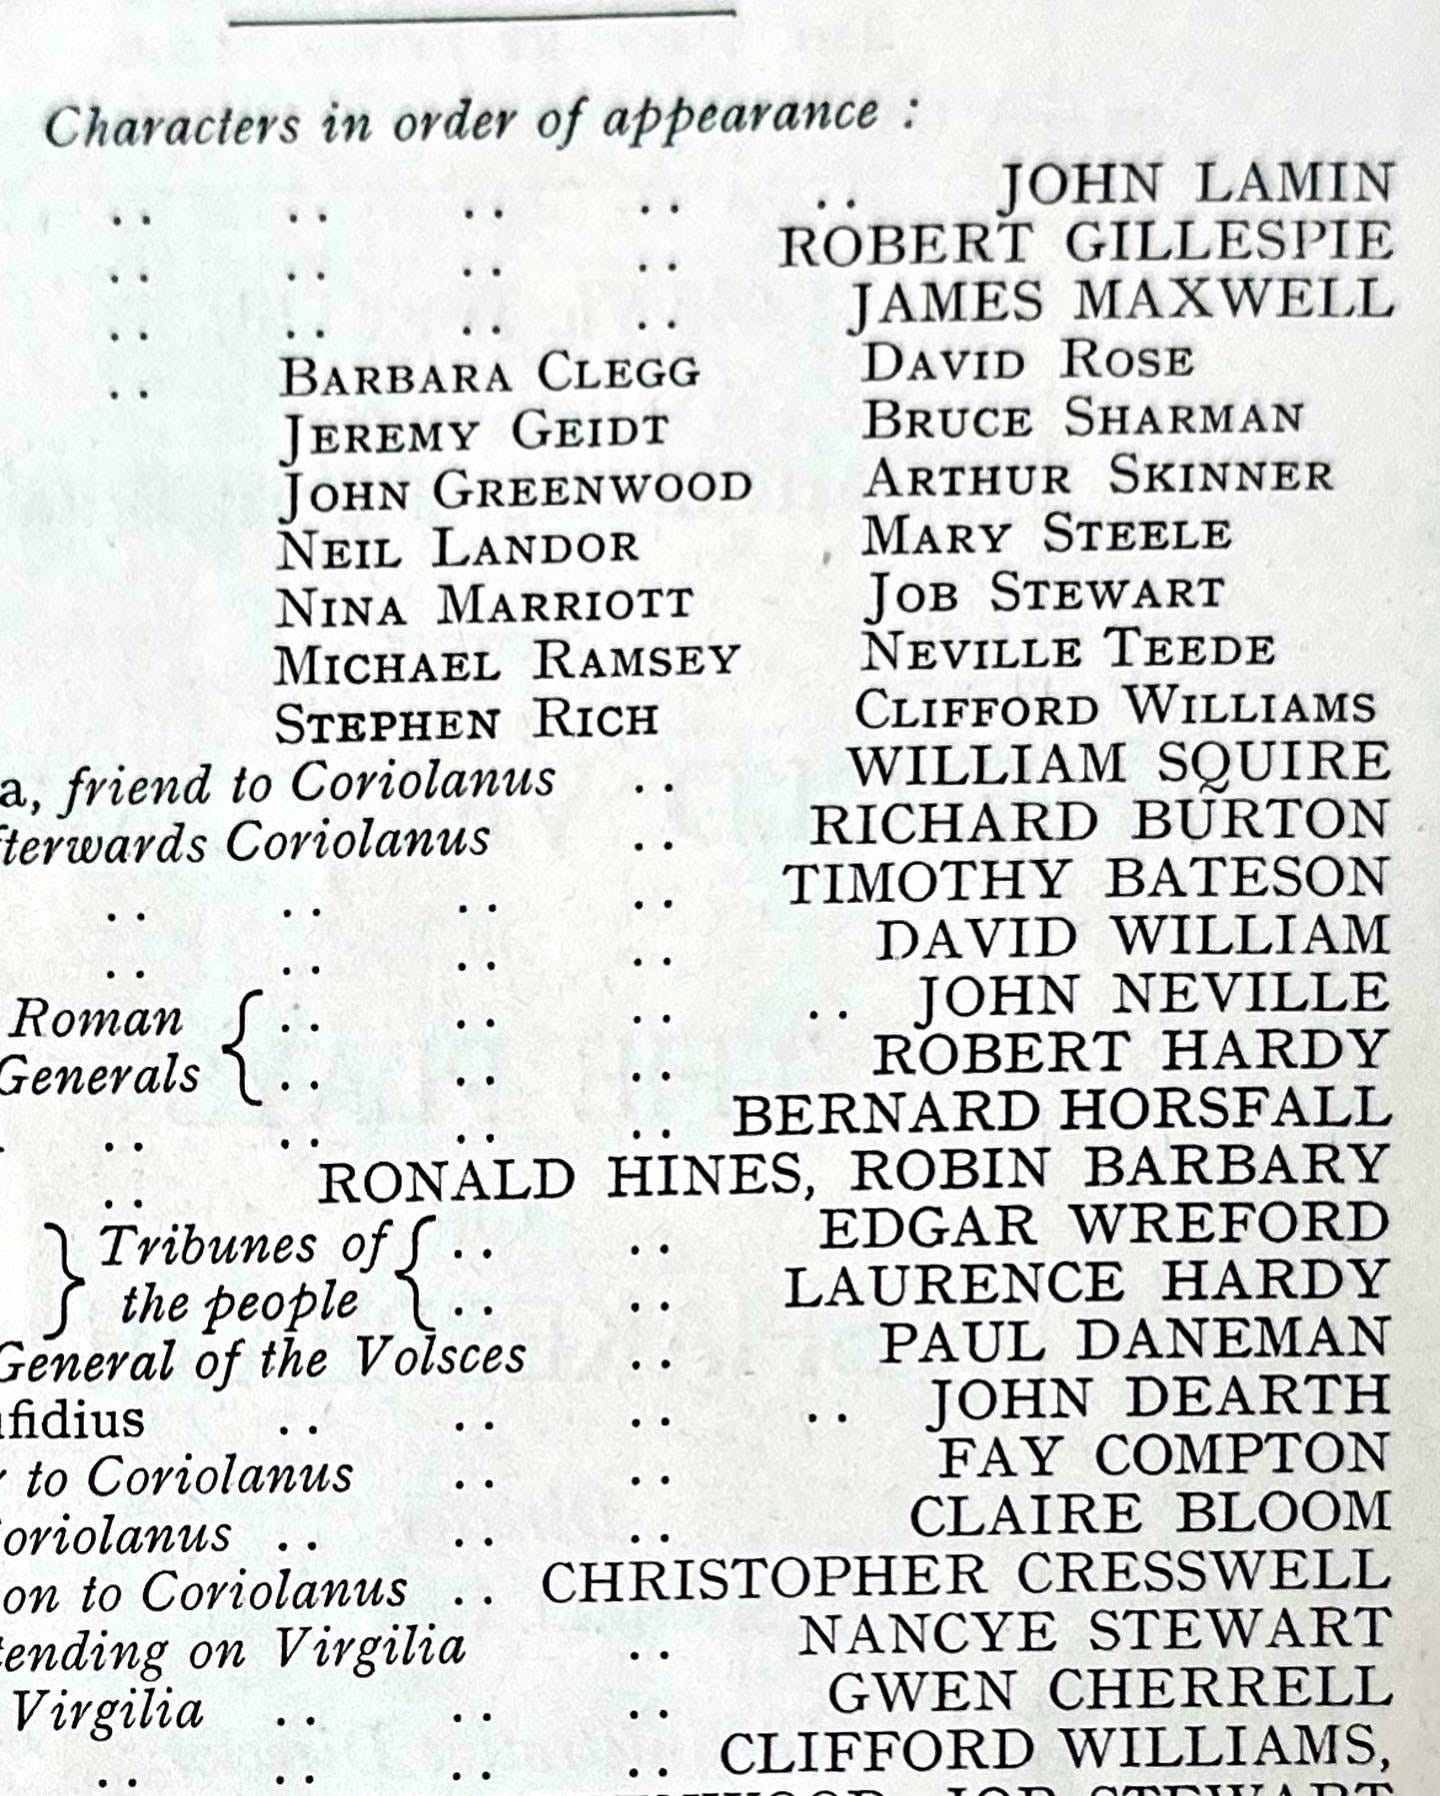 Characters in order of appearance :
.. .. .. .. .. JOHN LAMIN
.. .. .. .. ROBERT GILLESPIE
.. .. .. .. JAMES MAXWELL
.. BARBARA CLEGG DAVID ROSE
JEREMY GEIDT BRUCE SHARMAN
JOHN GREENWOOD ARTHUR SKINNER
NEIL LANDOR MARY STEELE
NINA MARRIOTT JOB STEWART
MICHAEL RAMSEY NEVILLE TEEDE
STEPHEN RICH CLIFFORD WILLIAMS
a, friend to Coriolanus .. WILLIAM SQUIRE
fterwards Coriolanus .. RICHARD BURTON
.. .. .. .. TIMOTHY BATESON
.. .. .. .. DAVID WILLIAM
Roman { .. .. .. .. JOHN NEVILLE
Generals { .. .. .. ROBERT HARDY
. .. .. .. .. BERNARD HORSFALL
.. RONALD HINES, ROBIN BARBARY
} Tribunes of { .. .. EDGAR WREFORD
the people .. .. LAURENCE HARDY
General of the Volsces .. PAUL DANEMAN
fidius .. .. .. .. JOHN DEARTH
to Coriolanus .. .. FAY COMPTON
oriolanus .. .. .. CLAIRE BLOOM
on to Coriolanus .. CHRISTOPHER CRESSWELL
tending on Virgilia .. NANCYE STEWART
Virgilia .. .. .. GWEN CHERRELL
.. .. .. .. CLIFFORD WILLIAMS,
JOB STEWART